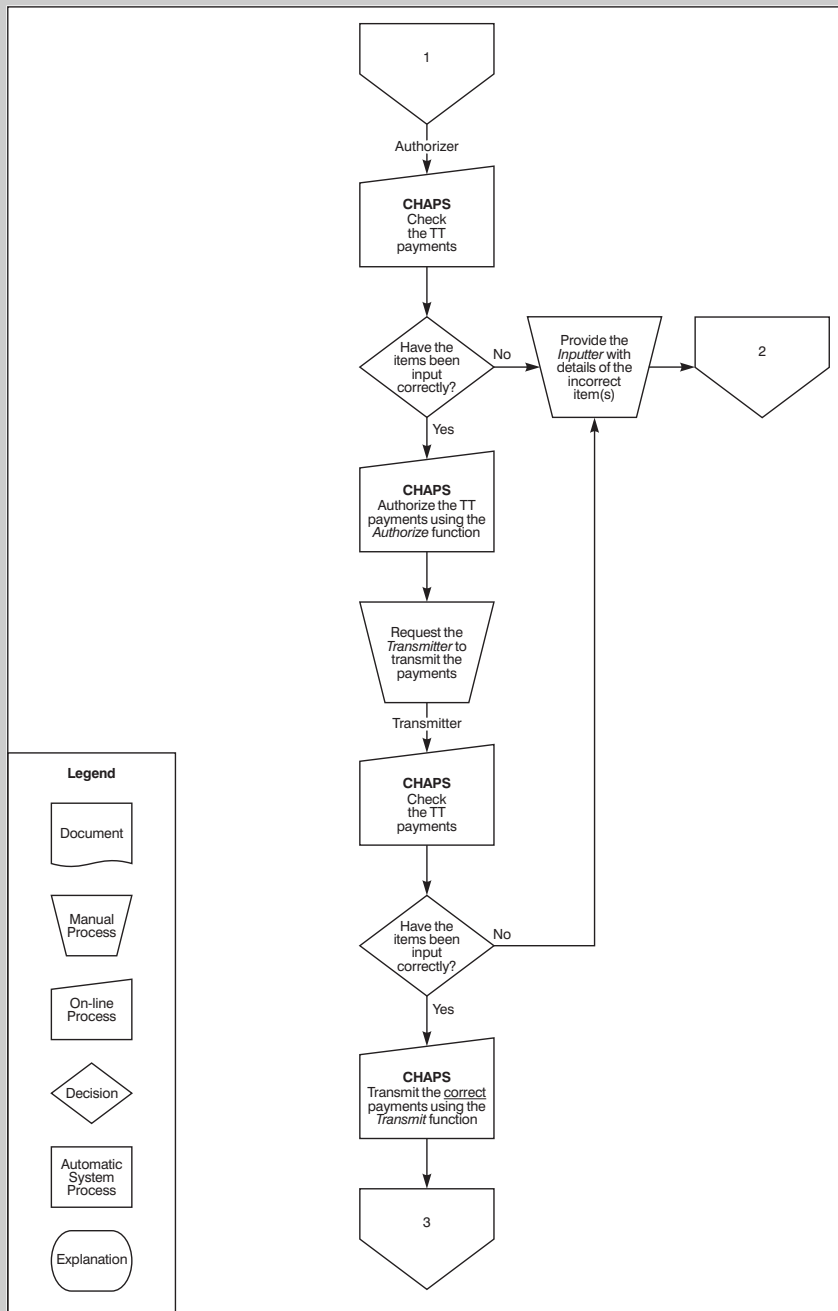 1
Authorizer
CHAPS
Check
the TT
payments
Have the
items been
input
correctly?
No
Provide the
Inputter with
details of the
incorrect
item(s)
2
Yes
CHAPS
Authorize the TT
payments using the
Authorize function
Request the
Transmitter to
transmit the
payments
Transmitter
CHAPS
Check
the TT
payments
Have the
items been
input
correctly?
No
Yes
CHAPS
Transmit the correct
payments using the
Transmit function
3
Legend
Document
Manual
Process
On-line
Process
Decision
Automatic
System
Process
Explanation